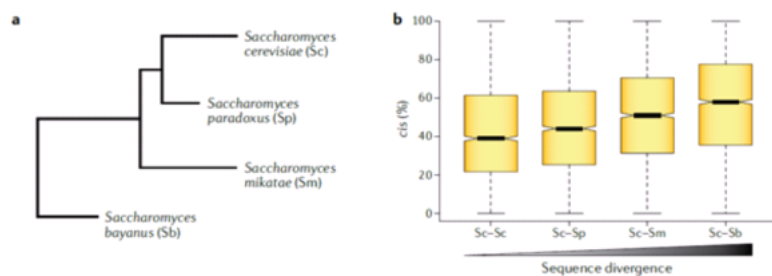 a
Saccharomyces
cerevisiae (Sc)
Saccharomyces
paradoxus (Sp)
Saccharomyces
mikatae (Sm)
Saccharomyces
bayanus (Sb)
b
100
80
60
40
20
0
cis (%)
Sc–Sc
Sc–Sp
Sc–Sm
Sc–Sb
Sequence divergence